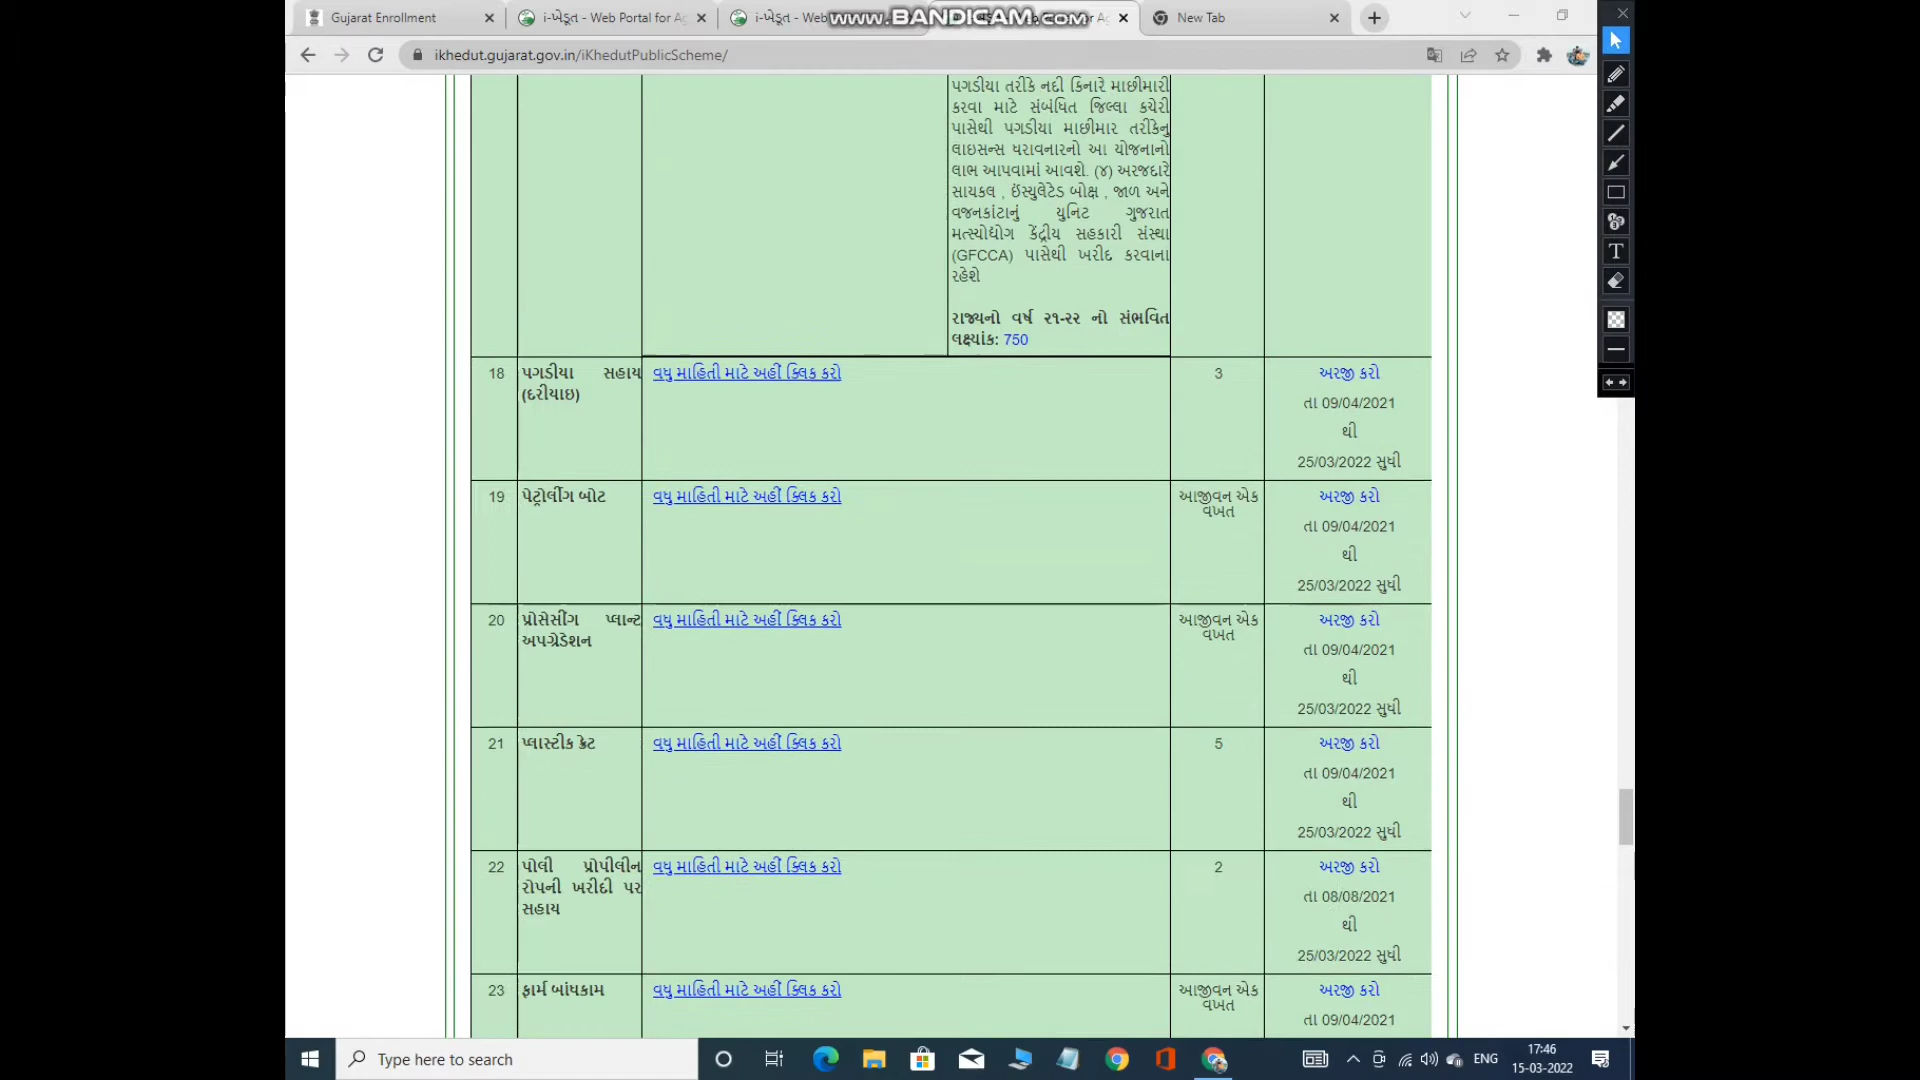 Gujarat Enrollment
i-ખેડૂત - Web Portal for Ag
i-ખેડૂત - Web
www.BANDICAM.com
New Tab
ikhedut.gujarat.gov.in/iKhedutPublicScheme/
પગડીયા તરીકે નદી કિનારે માછીમારી
કરવા માટે સંબંધિત જિલ્લા કચેરી
પાસેથી પગડીયા માછીમાર તરીકેનુ
લાઇસન્સ ધરાવનારનો આ યોજનાનો
લાભ આપવામાં આવશે. (૪) અરજદારે
સાયકલ , ઈંસ્યુલેટેડ બોક્ષ , જાળ અને
વજનકાંટાનું યુનિટ ગુજરાત
મત્સ્યોદ્યોગ કેંદ્રીય સહકારી સંસ્થા
(GFCCA) પાસેથી ખરીદ કરવાના
રહેશે
રાજ્યનો વર્ષ ૨૧-૨૨ નો સંભવિત
લક્ષ્યાંક: 750
18 પગડીયા સહાય વધુ માહિતી માટે અહીં ક્લિક કરો 3 અરજી કરો
(દરીયાઇ)
તા 09/04/2021
થી
25/03/2022 સુધી
19 પેટ્રોલીંગ બોટ વધુ માહિતી માટે અહીં ક્લિક કરો આજીવન એક અરજી કરો
વખત
તા 09/04/2021
થી
25/03/2022 સુધી
20 પ્રોસેસીંગ પ્લાન્ટ વધુ માહિતી માટે અહીં ક્લિક કરો આજીવન એક અરજી કરો
અપગ્રેડેશન વખત
તા 09/04/2021
થી
25/03/2022 સુધી
21 પ્લાસ્ટીક ક્રેટ વધુ માહિતી માટે અહીં ક્લિક કરો 5 અરજી કરો
તા 09/04/2021
થી
25/03/2022 સુધી
22 પોલી પ્રોપીલીન વધુ માહિતી માટે અહીં ક્લિક કરો 2 અરજી કરો
રોપની ખરીદી પર
સહાય
તા 08/08/2021
થી
25/03/2022 સુધી
23 ફાર્મ બાંધકામ વધુ માહિતી માટે અહીં ક્લિક કરો આજીવન એક અરજી કરો
વખત
તા 09/04/2021
Type here to search
ENG
17:46
15-03-2022